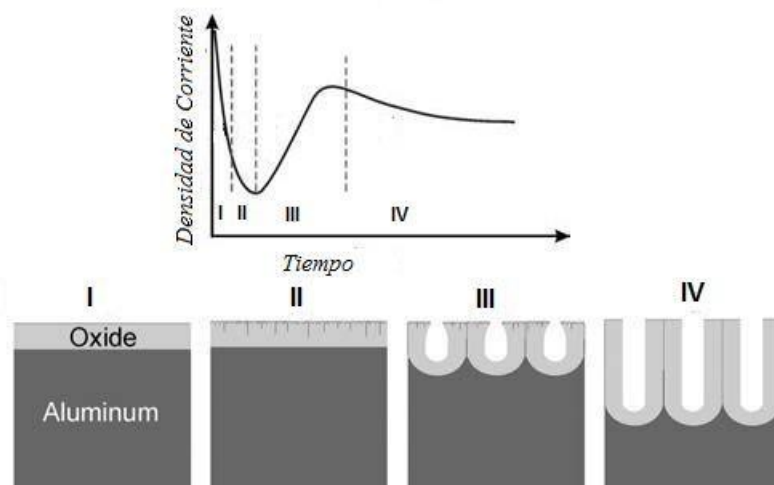 Densidad de Corriente
I II III IV
Tiempo
I II III IV
Oxide
Aluminum